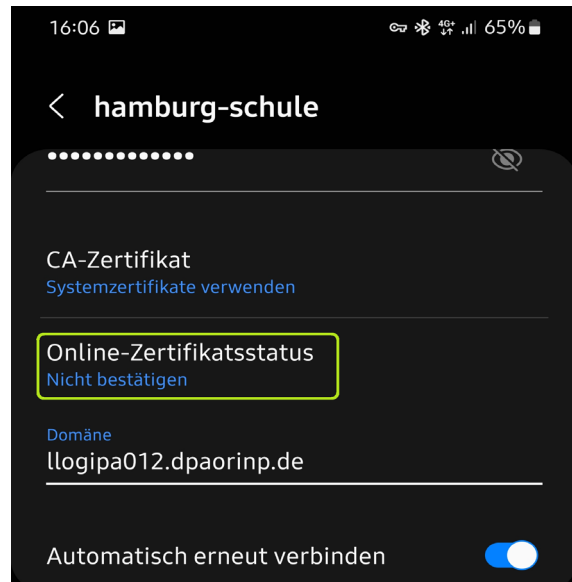 16:06 4G+ 65%
hamburg-schule
•••••••••••••
CA-Zertifikat
Systemzertifikate verwenden
Online-Zertifikatsstatus
Nicht bestätigen
Domäne
llogipa012.dpaorinp.de
Automatisch erneut verbinden